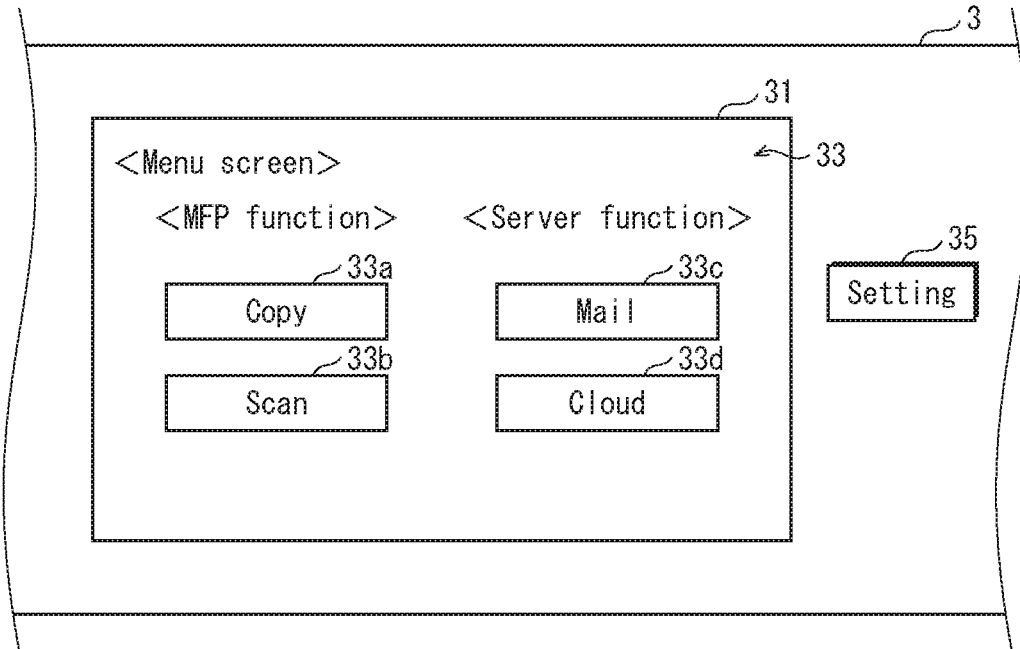 3
31
<Menu screen>
33
<MFP function> <Server function>
35
33a 33c
Setting
Copy Mail
33b 33d
Scan Cloud